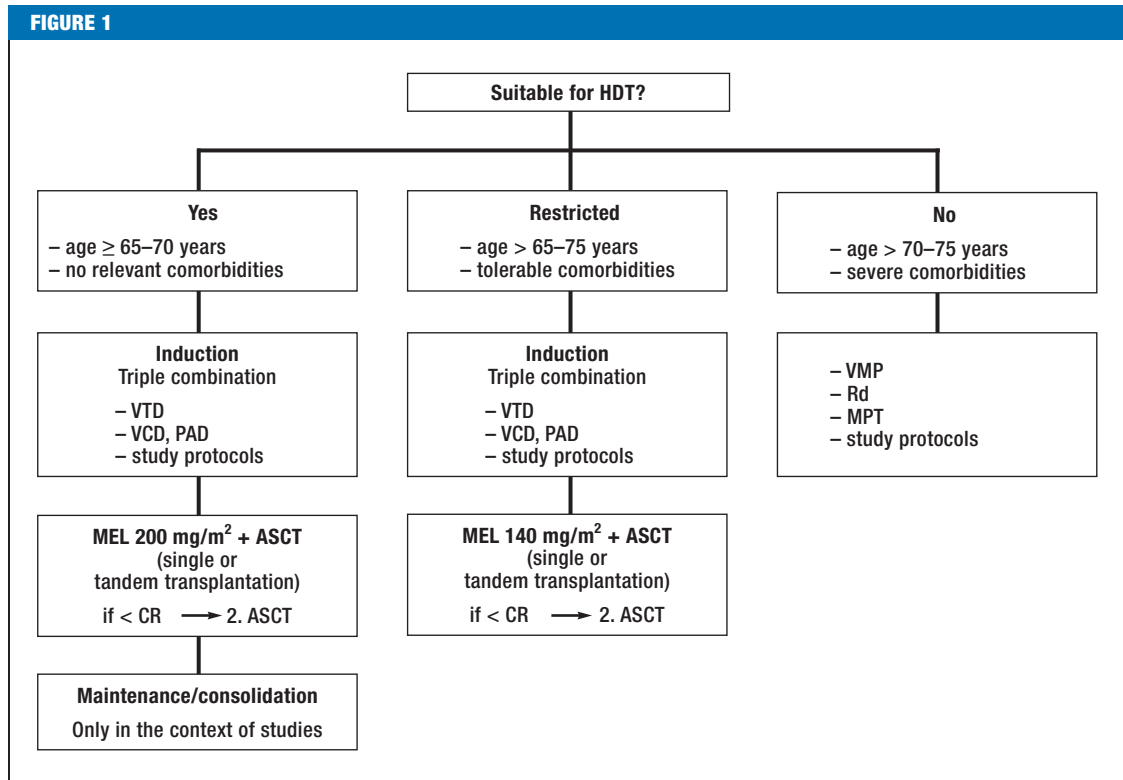 FIGURE 1
Suitable for HDT?
Yes
– age ≥ 65–70 years
– no relevant comorbidities
Restricted
– age > 65–75 years
– tolerable comorbidities
No
– age > 70–75 years
– severe comorbidities
Induction
Triple combination
– VTD
– VCD, PAD
– study protocols
Induction
Triple combination
– VTD
– VCD, PAD
– study protocols
– VMP
– Rd
– MPT
– study protocols
MEL 200 mg/m² + ASCT
(single or
tandem transplantation)
if < CR ⟶ 2. ASCT
MEL 140 mg/m² + ASCT
(single or
tandem transplantation)
if < CR ⟶ 2. ASCT
Maintenance/consolidation
Only in the context of studies